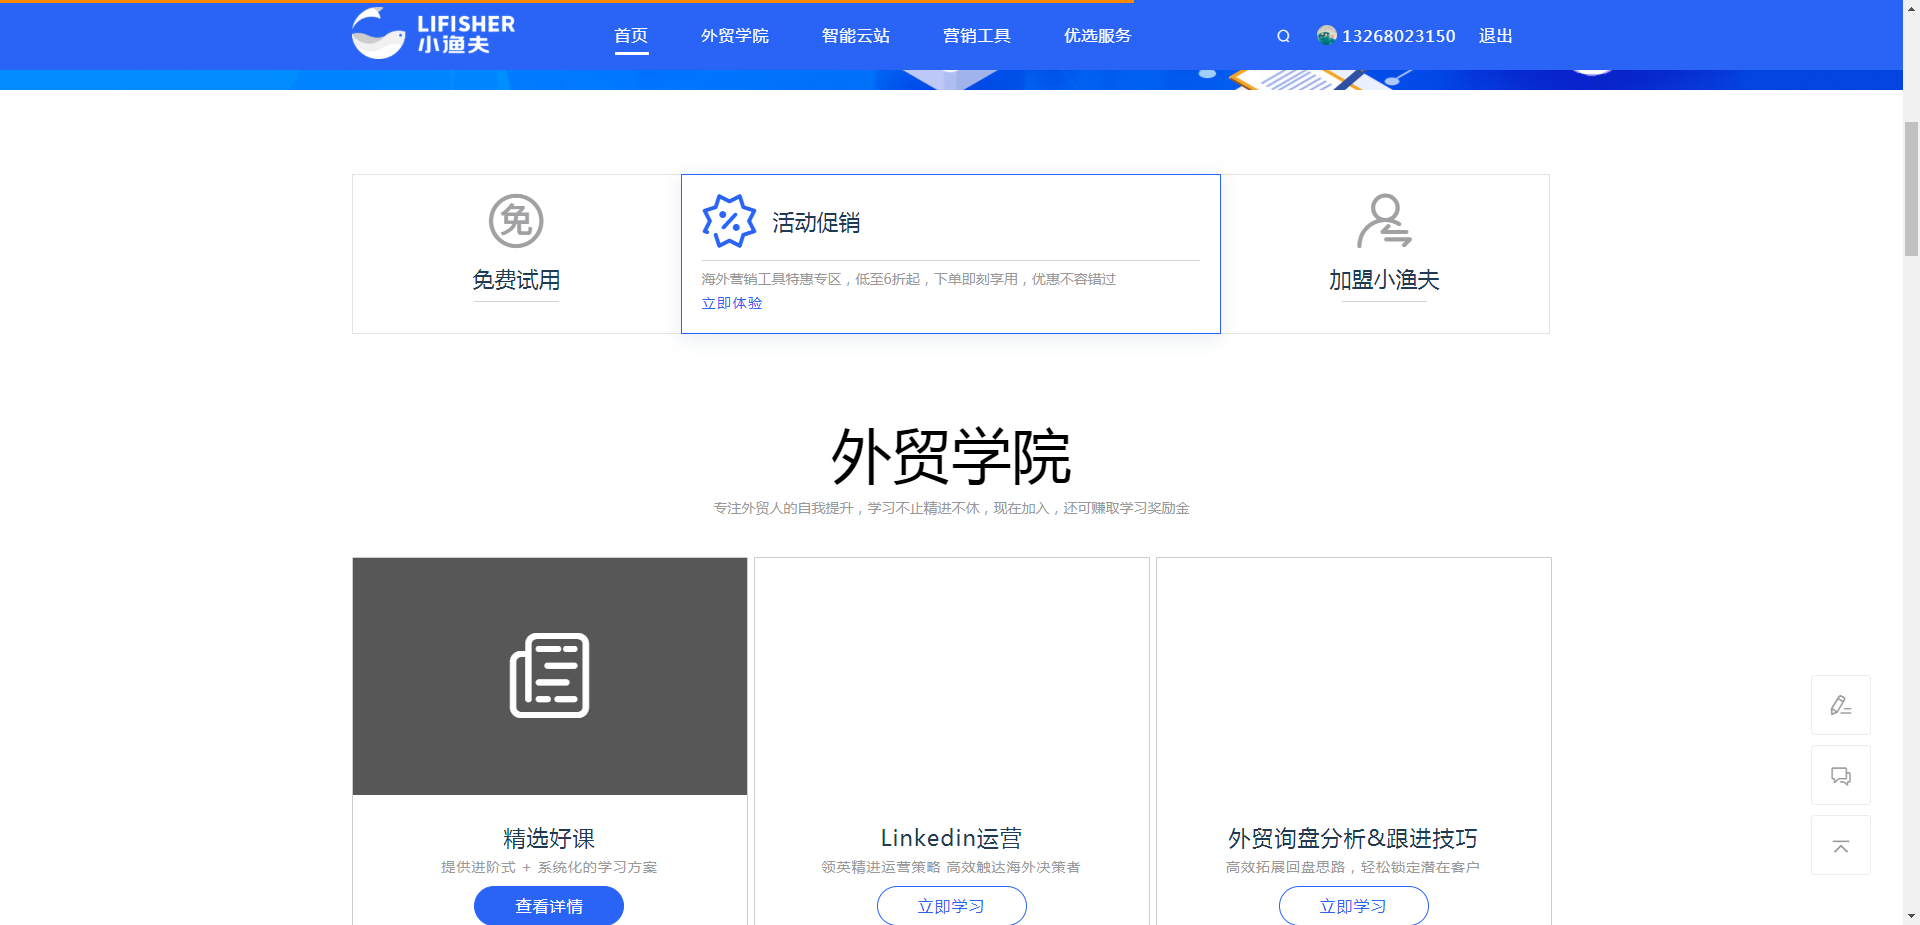 LIFISHER
小渔夫
首页
外贸学院
智能云站
营销工具
优选服务
13268023150
退出
免
免费试用
活动促销
海外营销工具特惠专区，低至6折起，下单即刻享用，优惠不容错过
立即体验
加盟小渔夫
外贸学院
专注外贸人的自我提升，学习不止精进不休，现在加入，还可赚取学习奖励金
精选好课
提供进阶式 + 系统化的学习方案
查看详情
Linkedin运营
领英精进运营策略 高效触达海外决策者
立即学习
外贸询盘分析&跟进技巧
高效拓展回盘思路，轻松锁定潜在客户
立即学习